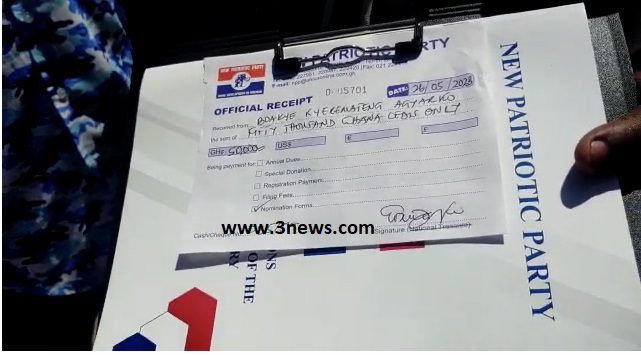 PATRIOTIC PARTY
NEW PATRIOTIC PARTY
OFFICIAL RECEIPT
DATE: 26/05/2023
Received from BOAKYE KYEREMATENG AGYARKO
the sum of FIFTY THOUSAND GHANA CEDIS ONLY
GH¢ 50,000 US$ £ €
Being payment for: Annual Dues
Special Donation
Registration Payment
Filing Fees
Nomination Forms
Signature (National Treasurer)
www.3news.com
NEW PATRIOTIC PARTY
OF THE